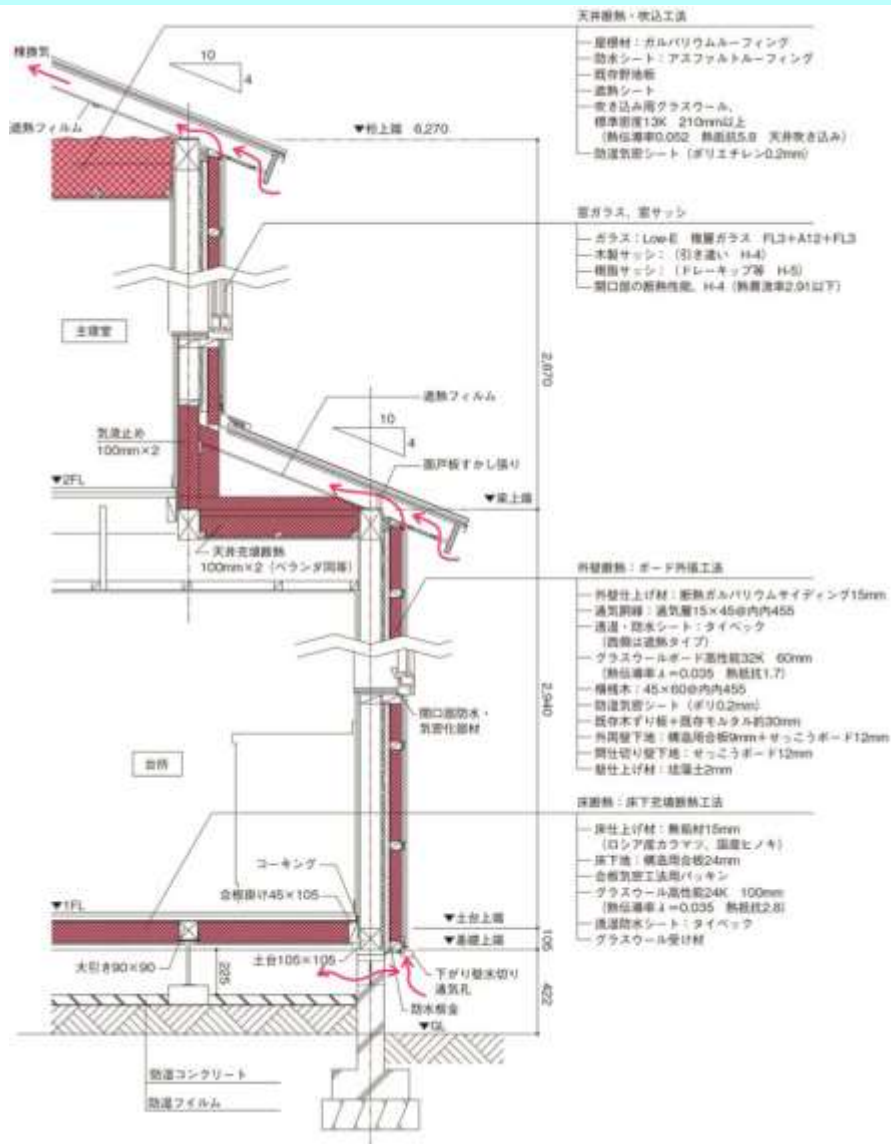 天井断熱・吹込工法
屋根材：ガルバリウムルーフィング
防水シート：アスファルトルーフィング
既存野地板
遮熱シート
吹き込み用グラスウール、
標準密度13K 210mm以上
(熱伝導率0.052 熱抵抗5.8 天井吹き込み)
防湿気密シート（ポリエチレン0.2mm）
棟換気
10
4
遮熱フィルム
▼桁上端 6,270
窓ガラス、窓サッシ
ガラス：Low-E 複層ガラス FL3+A12+FL3
木製サッシ：（引き違い H-4）
樹脂サッシ：（ドレーキップ等 H-5）
開口部の断熱性能、H-4（熱貫流率2.91以下）
主寝室
2,870
遮熱フィルム
10
4
気流止め
100mm×2
面戸板すかし張り
▼2FL
▼梁上端
天井充填断熱
100mm×2（ベランダ同等）
外壁断熱：ボード外張工法
外壁仕上げ材：断熱ガルバリウムサイディング15mm
通気胴縁：通気層15×45@内内455
透湿・防水シート：タイベック
（西側は遮熱タイプ）
グラスウールボード高性能32K 60mm
（熱伝導率λ=0.035 熱抵抗1.7）
横桟木：45×60@内内455
防湿気密シート（ポリ0.2mm）
既存木ずり板+既存モルタル約30mm
外周壁下地：構造用合板9mm+せっこうボード12mm
間仕切り壁下地：せっこうボード12mm
壁仕上げ材：珪藻土2mm
2,940
開口部防水・
気密化部材
台所
床断熱：床下充填断熱工法
床仕上げ材：無垢材15mm
（ロシア産カラマツ、国産ヒノキ）
床下地：構造用合板24mm
合板気密工法用パッキン
グラスウール高性能24K 100mm
（熱伝導率λ=0.035 熱抵抗2.8）
透湿防水シート：タイベック
グラスウール受け材
コーキング
合板掛け45×105
▼1FL
▼土台上端
▼基礎上端
105
大引き90×90
土台105×105
225
下がり壁水切り
通気孔
422
防水板金
▼GL
防湿コンクリート
防湿フイルム